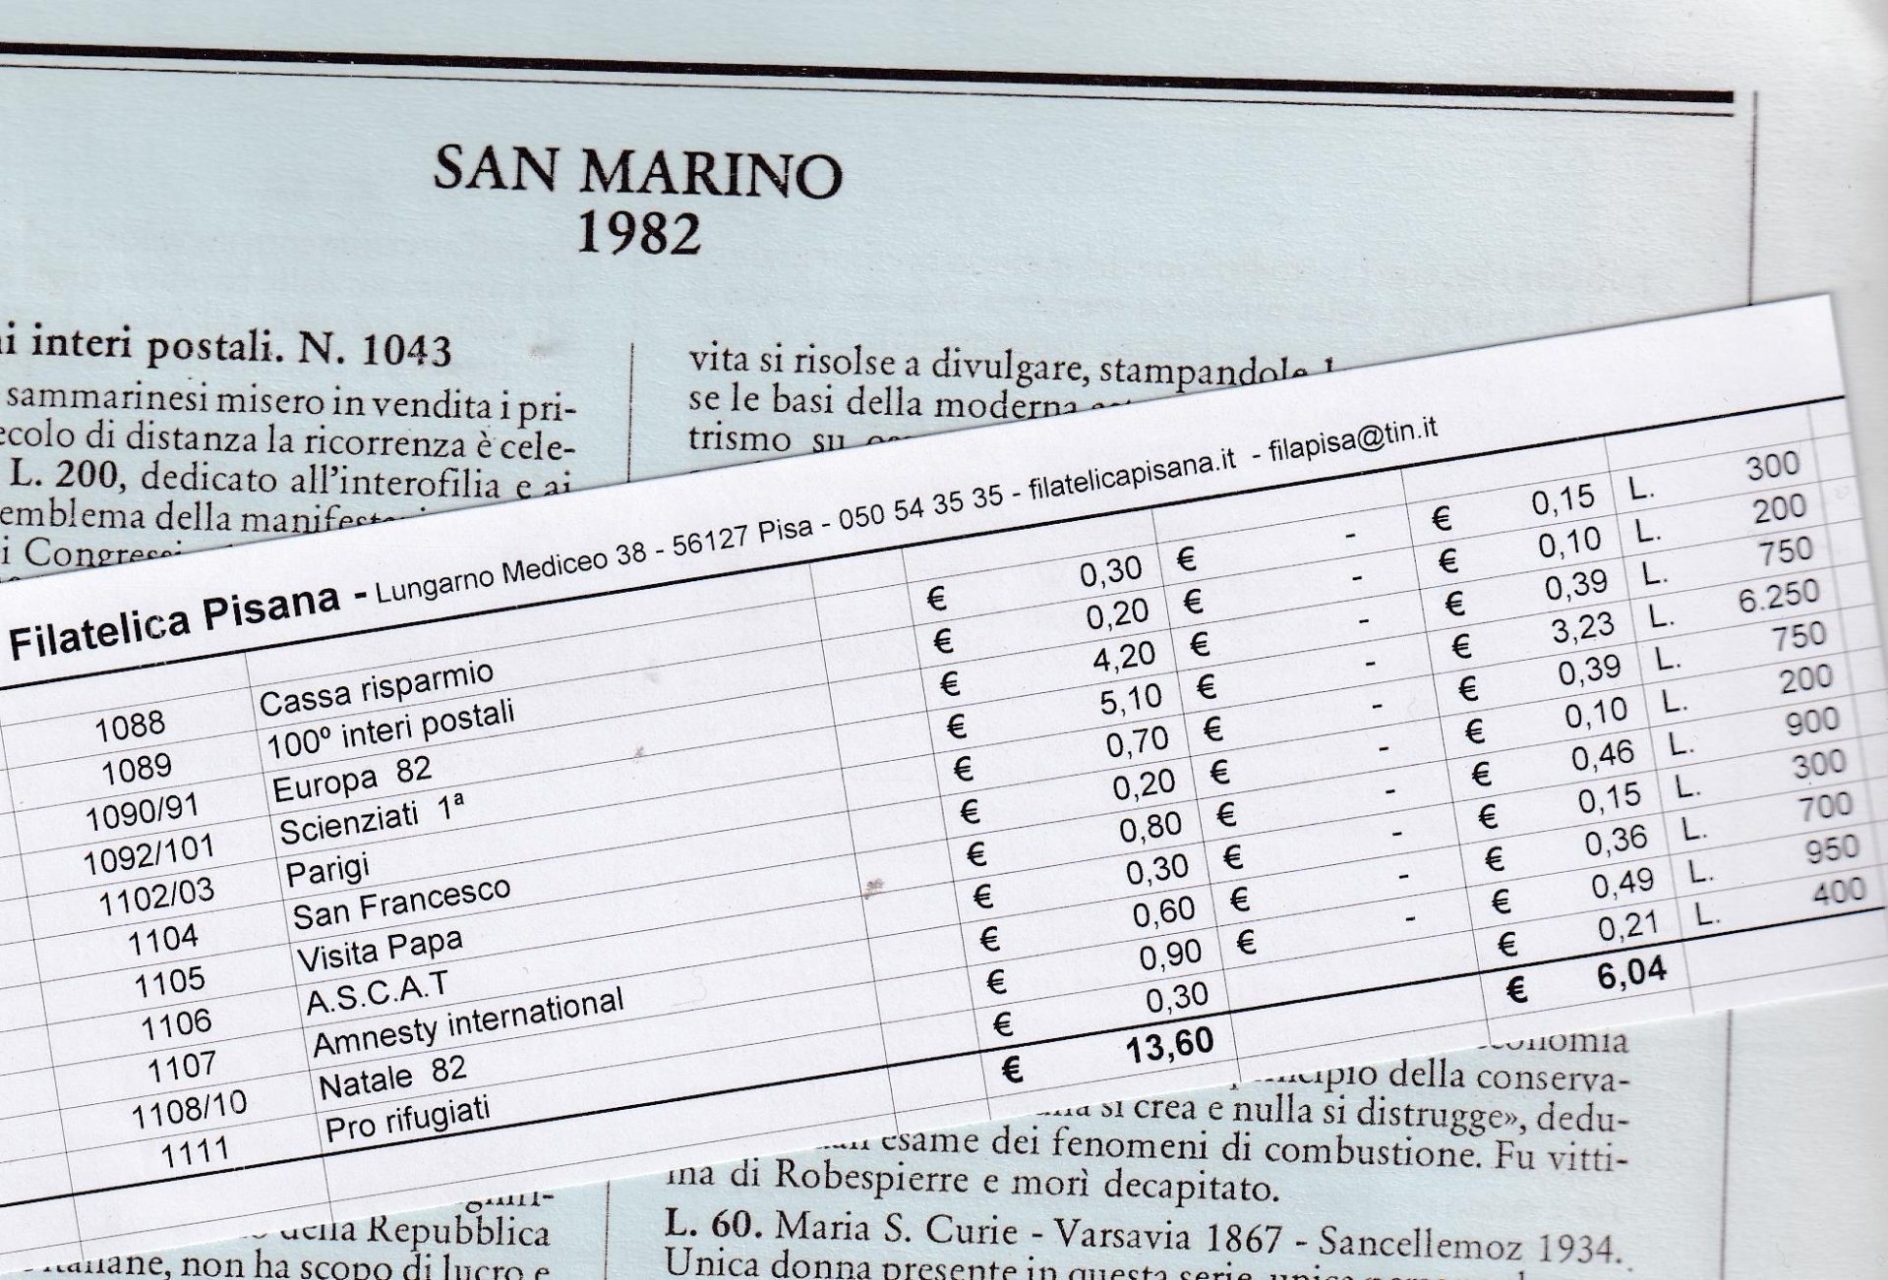 SAN MARINO
1982
i interi postali. N. 1043
sammarinesi misero in vendita i pri-
ecolo di distanza la ricorrenza è cele-
L. 200, dedicato all'interofilia e ai
emblema della
i
vita si risolse a divulgare, stampandole
se le basi della moderna
trismo su
Filatelica Pisana - Lungarno Mediceo 38 - 56127 Pisa - 050 54 35 35 - filatelicapisana.it - filapisa@tin.it
1088 Cassa risparmio € 0,30 € - € 0,15 L. 300
1089 100º interi postali € 0,20 € - € 0,10 L. 200
1090/91 Europa 82 € 4,20 € - € 0,39 L. 750
1092/101 Scienziati 1ª € 5,10 € - € 3,23 L. 6.250
1102/03 Parigi € 0,70 € - € 0,39 L. 750
1104 San Francesco € 0,20 € - € 0,10 L. 200
1105 Visita Papa € 0,80 € - € 0,46 L. 900
1106 A.S.C.A.T € 0,30 € - € 0,15 L. 300
1107 Amnesty international € 0,60 € - € 0,36 L. 700
1108/10 Natale 82 € 0,90 € - € 0,49 L. 950
1111 Pro rifugiati € 0,30 € 0,21 L. 400
€ 13,60 € 6,04
della conserva-
si crea e nulla si distrugge», dedu-
esame dei fenomeni di combustione. Fu vitti-
ma di Robespierre e morì decapitato.
L. 60. Maria S. Curie - Varsavia 1867 - Sancellemoz 1934.
Unica donna presente in questa serie,
della Repubblica
non ha scopo di lucro e